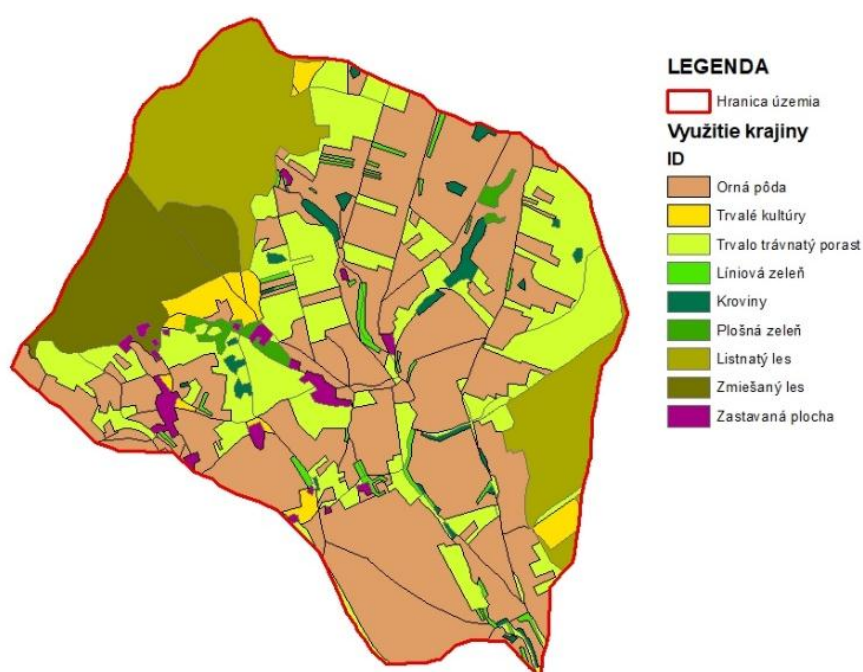 LEGENDA
Hranica územia
Využitie krajiny
ID
Orná pôda
Trvalé kultúry
Trvalo trávnatý porast
Líniová zeleň
Kroviny
Plošná zeleň
Listnatý les
Zmiešaný les
Zastavaná plocha